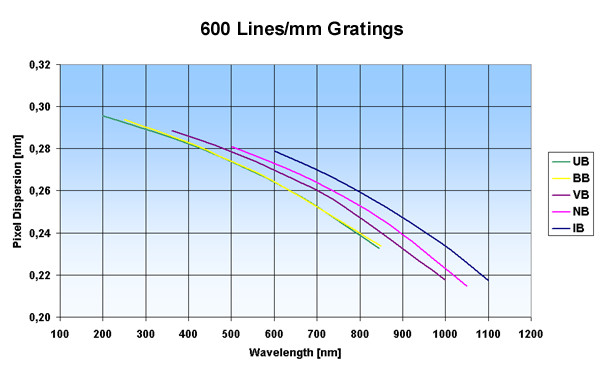 600 Lines/mm Gratings
Pixel Dispersion [nm]
0,32
0,30
0,28
0,26
0,24
0,22
0,20
100 200 300 400 500 600 700 800 900 1000 1100 1200
Wavelength [nm]
UB
BB
VB
NB
IB